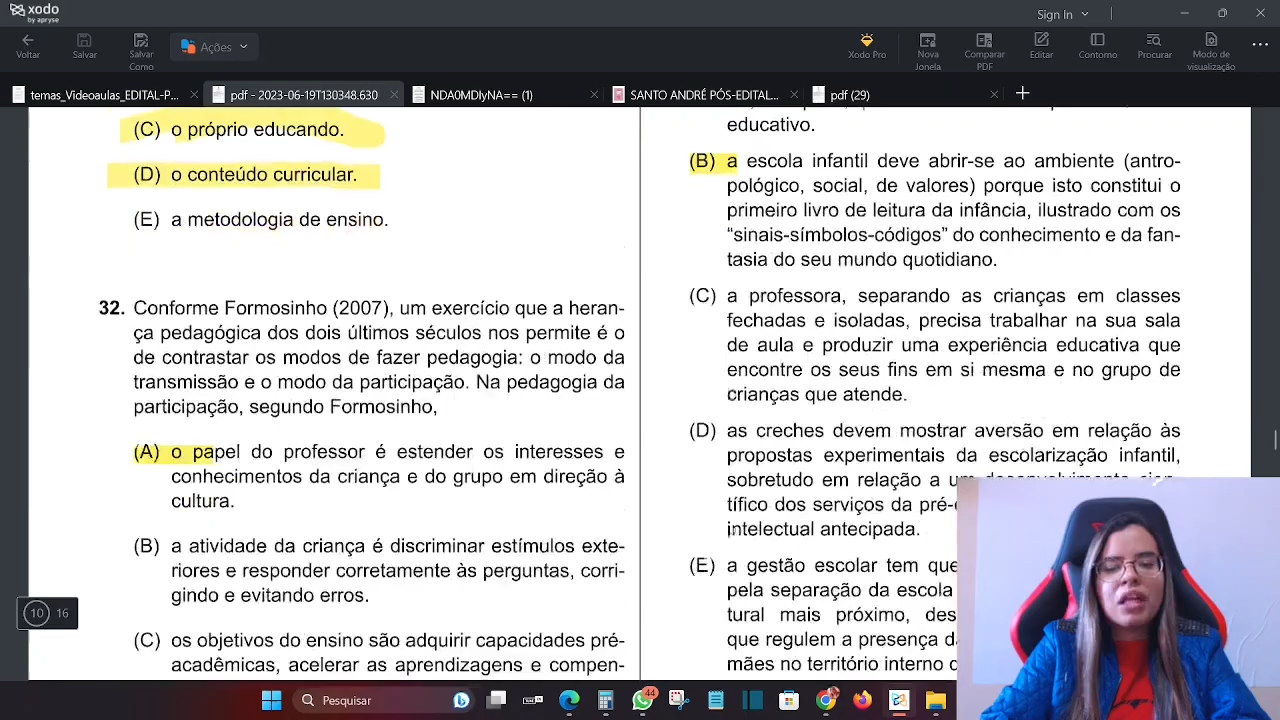 xodo
by apryse
Sign In
Voltar
Salvar
Salvar Como
Ações
Xodo Pro
Nova Janela
Comparar PDF
Editar
Contorno
Procurar
Modo de visualização
temas_Videoaulas_EDITAL-P...
pdf - 2023-06-19T130348.630
NDA0MDIyNA== (1)
SANTO ANDRÉ PÓS-EDITAL...
pdf (29)
(C) o próprio educando.
(D) o conteúdo curricular.
(E) a metodologia de ensino.
32. Conforme Formosinho (2007), um exercício que a heran-
ça pedagógica dos dois últimos séculos nos permite é o
de contrastar os modos de fazer pedagogia: o modo da
transmissão e o modo da participação. Na pedagogia da
participação, segundo Formosinho,
(A) o papel do professor é estender os interesses e
conhecimentos da criança e do grupo em direção à
cultura.
(B) a atividade da criança é discriminar estímulos exte-
riores e responder corretamente às perguntas, corri-
gindo e evitando erros.
(C) os objetivos do ensino são adquirir capacidades pré-
acadêmicas, acelerar as aprendizagens e compen-
educativo.
(B) a escola infantil deve abrir-se ao ambiente (antro-
pológico, social, de valores) porque isto constitui o
primeiro livro de leitura da infância, ilustrado com os
“sinais-símbolos-códigos” do conhecimento e da fan-
tasia do seu mundo quotidiano.
(C) a professora, separando as crianças em classes
fechadas e isoladas, precisa trabalhar na sua sala
de aula e produzir uma experiência educativa que
encontre os seus fins em si mesma e no grupo de
crianças que atende.
(D) as creches devem mostrar aversão em relação às
propostas experimentais da escolarização infantil,
sobretudo em relação a
tífico dos serviços da
intelectual antecipada.
(E) a gestão escolar tem que
pela separação da escola
tural mais próximo,
que regulem a presença
mães no território interno
10 16
Pesquisar
44